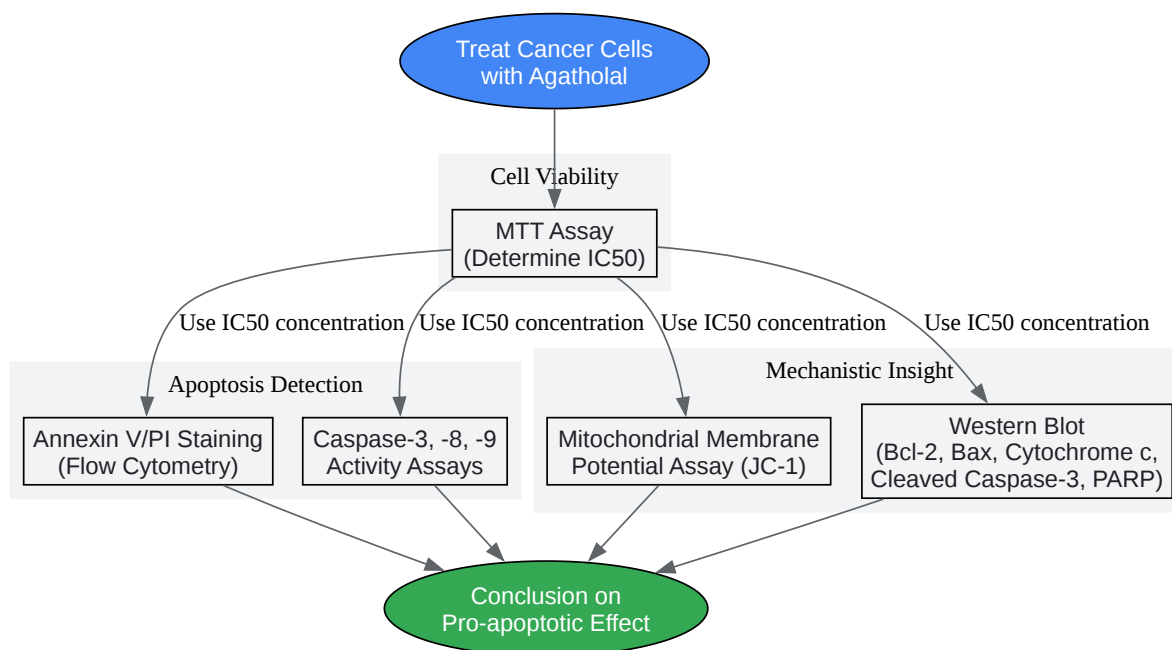 Treat Cancer Cells
with Agatholal
Cell Viability
MTT Assay
(Determine IC50)
Use IC50 concentration
Use IC50 concentration
Use IC50 concentration
Use IC50 concentration
Apoptosis Detection
Mechanistic Insight
Annexin V/PI Staining
(Flow Cytometry)
Caspase-3, -8, -9
Activity Assays
Mitochondrial Membrane
Potential Assay (JC-1)
Western Blot
(Bcl-2, Bax, Cytochrome c,
Cleaved Caspase-3, PARP)
Conclusion on
Pro-apoptotic Effect